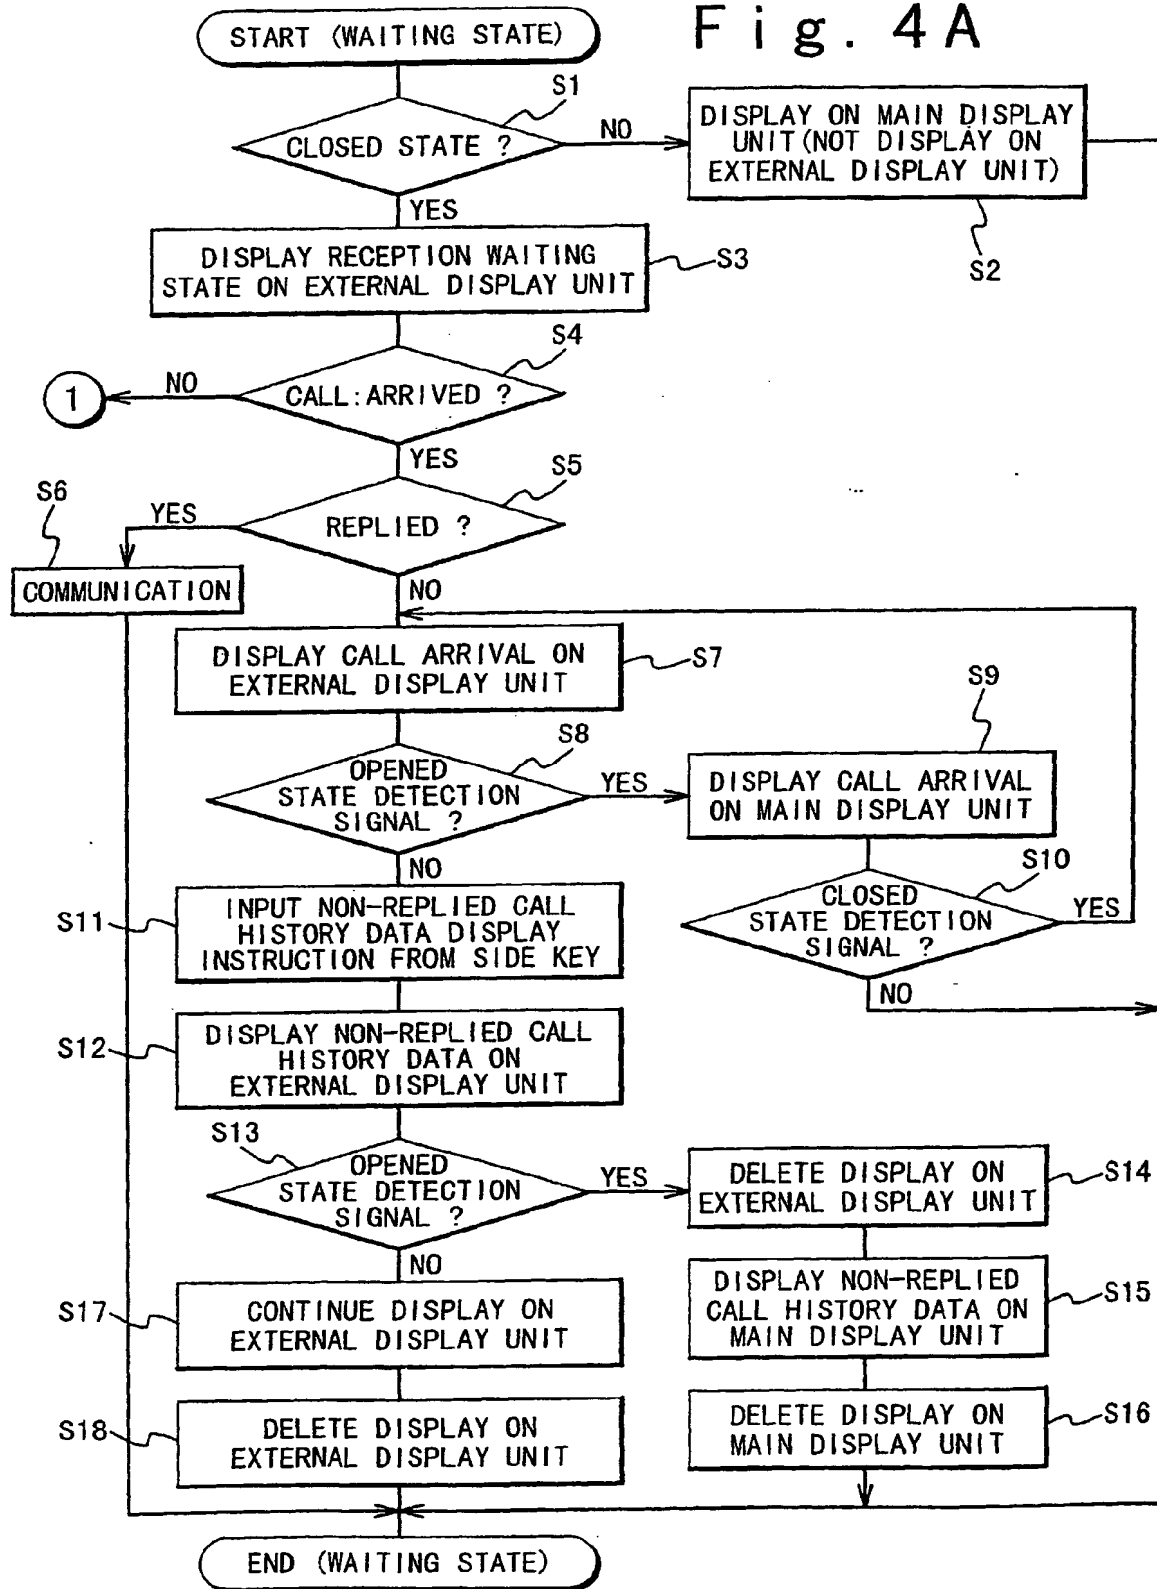 Fig. 4A
START (WAITING STATE)
S1
CLOSED STATE ?
NO
DISPLAY ON MAIN DISPLAY
UNIT(NOT DISPLAY ON
EXTERNAL DISPLAY UNIT)
S2
YES
DISPLAY RECEPTION WAITING
STATE ON EXTERNAL DISPLAY UNIT
S3
S4
CALL:ARRIVED ?
NO
1
YES
S5
REPLIED ?
YES
S6
COMMUNICATION
NO
DISPLAY CALL ARRIVAL ON
EXTERNAL DISPLAY UNIT
S7
S8
OPENED
STATE DETECTION
SIGNAL ?
YES
S9
DISPLAY CALL ARRIVAL
ON MAIN DISPLAY UNIT
S10
CLOSED
STATE DETECTION
SIGNAL ?
YES
NO
NO
S11
INPUT NON-REPLIED CALL
HISTORY DATA DISPLAY
INSTRUCTION FROM SIDE KEY
S12
DISPLAY NON-REPLIED CALL
HISTORY DATA ON
EXTERNAL DISPLAY UNIT
S13
OPENED
STATE DETECTION
SIGNAL ?
YES
DELETE DISPLAY ON
EXTERNAL DISPLAY UNIT
S14
NO
DISPLAY NON-REPLIED
CALL HISTORY DATA ON
MAIN DISPLAY UNIT
S15
S17
CONTINUE DISPLAY ON
EXTERNAL DISPLAY UNIT
DELETE DISPLAY ON
MAIN DISPLAY UNIT
S16
S18
DELETE DISPLAY ON
EXTERNAL DISPLAY UNIT
END (WAITING STATE)